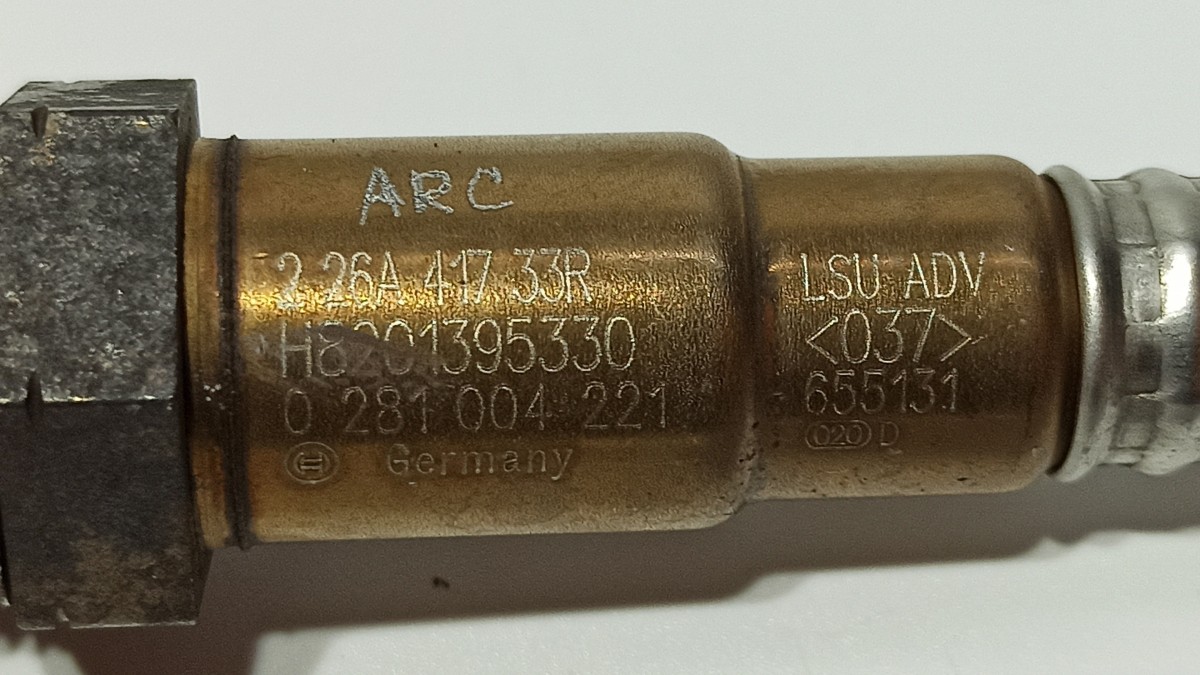 ARC
2 26A 417 33R
H8201395330
0 281 004 221
Germany
LSU ADV
<037>
655131
020 D